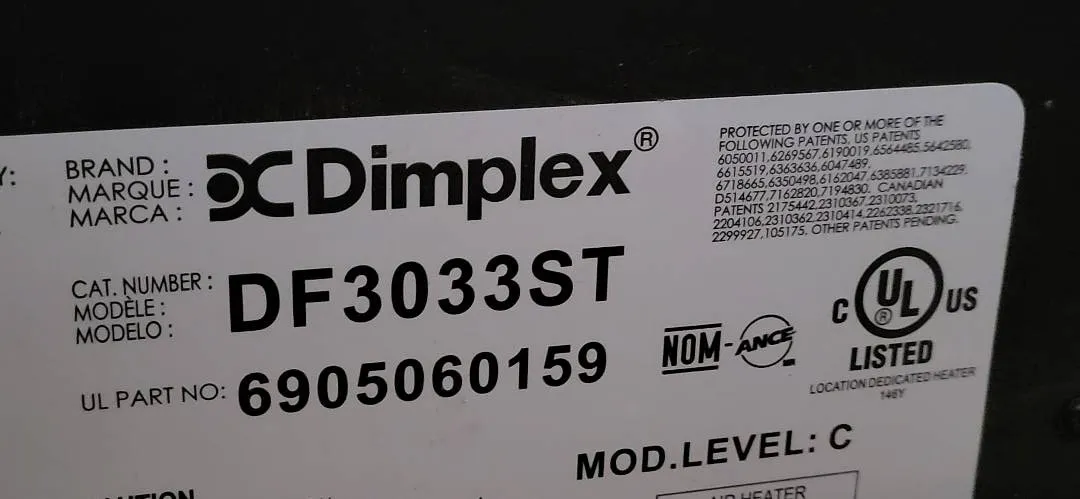 Y:
BRAND :
MARQUE :
MARCA :
Dimplex®
PROTECTED BY ONE OR MORE OF THE
FOLLOWING PATENTS, US PATENTS
6050011,6269567,6190019,6564485,5642580,
6615519,6363636,6047489,
6718665,6350498,6162047,6385881,7134229,
D514677,7162820,7194830. CANADIAN
PATENTS 2175442,2310367,2310073,
2204106,2310362,2310414,2262338,2321716,
2299927,105175. OTHER PATENTS PENDING.
CAT. NUMBER :
MODÈLE :
MODELO :
DF3033ST
UL PART NO: 6905060159
NOM-ANCE
C UL® US
LISTED
LOCATION DEDICATED HEATER
146Y
MOD.LEVEL: C
HEATER